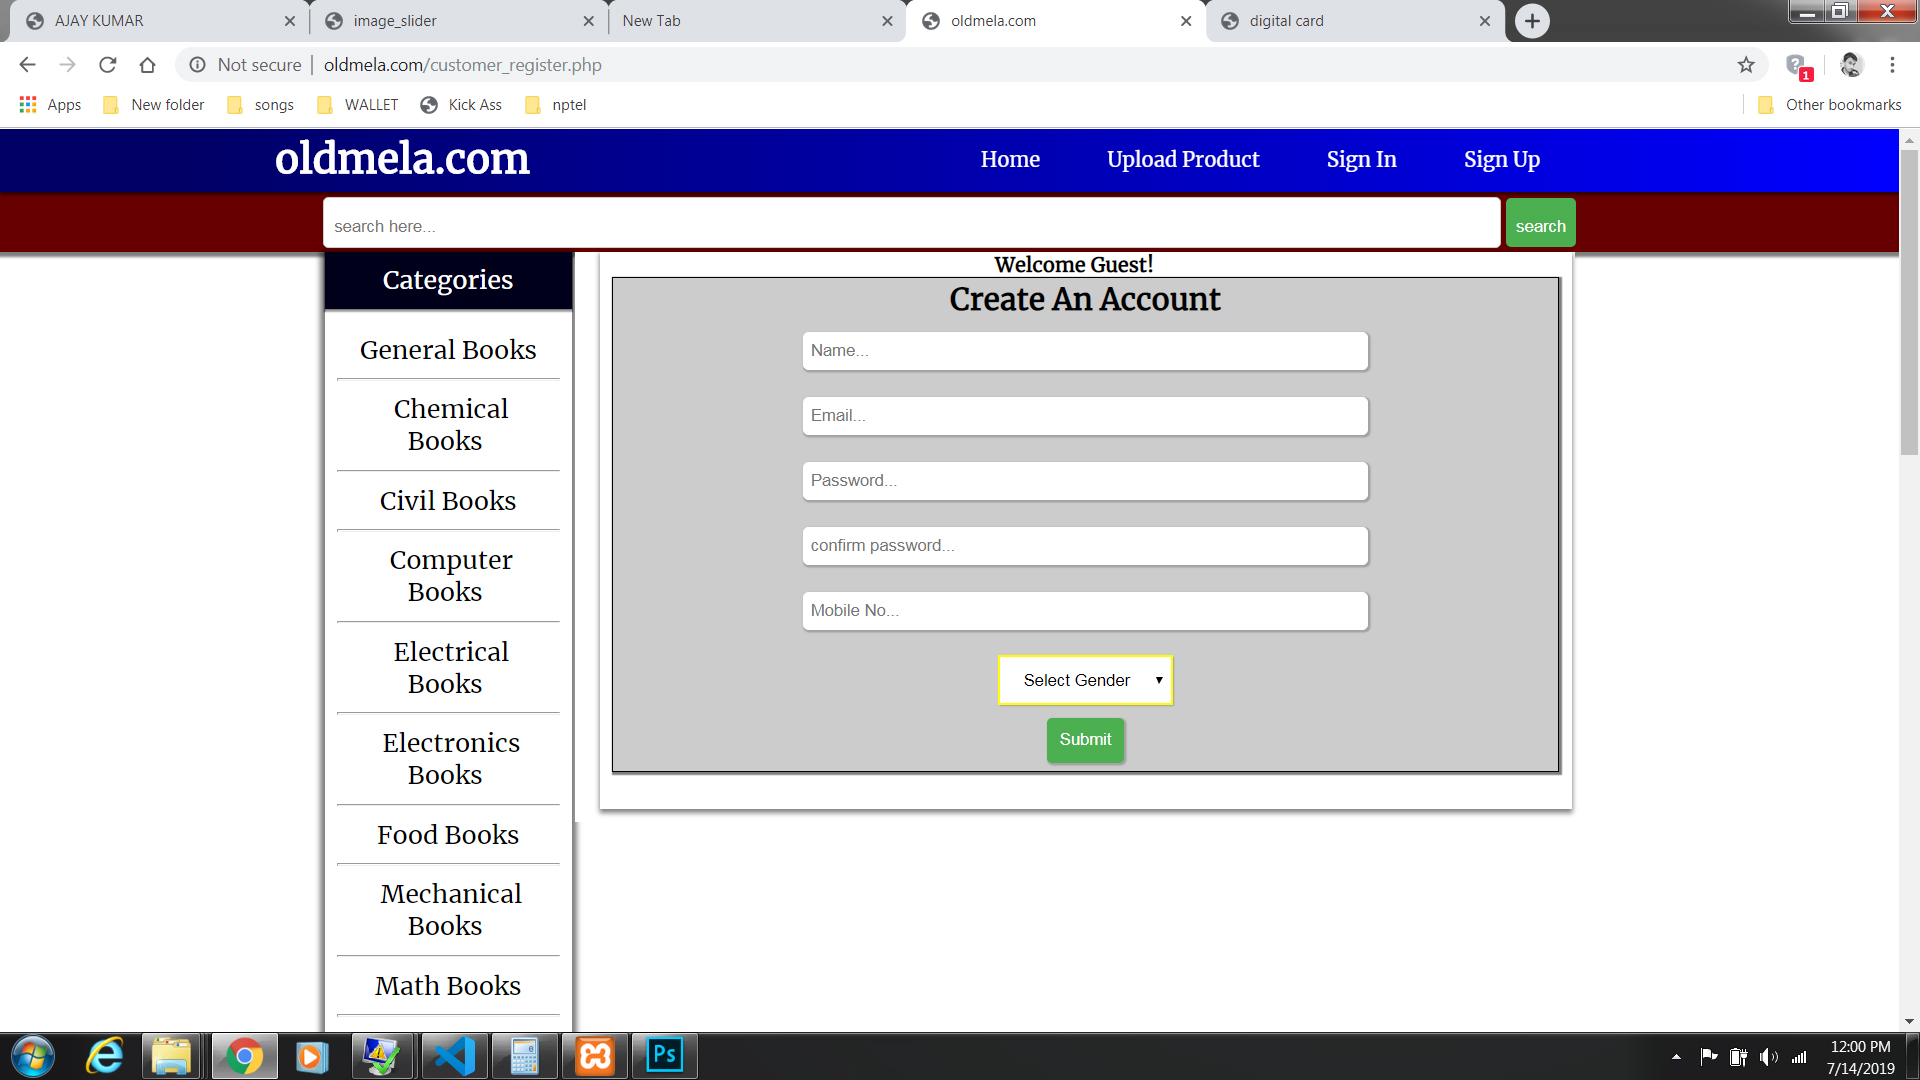 AJAY KUMAR
image_slider
New Tab
oldmela.com
digital card
Not secure
oldmela.com/customer_register.php
1
Apps
New folder
songs
WALLET
Kick Ass
nptel
Other bookmarks
oldmela.com
Home
Upload Product
Sign In
Sign Up
search here...
search
Categories
General Books
Chemical
Books
Civil Books
Computer
Books
Electrical
Books
Electronics
Books
Food Books
Mechanical
Books
Math Books
Welcome Guest!
Create An Account
Name...
Email...
Password...
confirm password...
Mobile No...
Select Gender
Submit
Ps
12:00 PM
7/14/2019